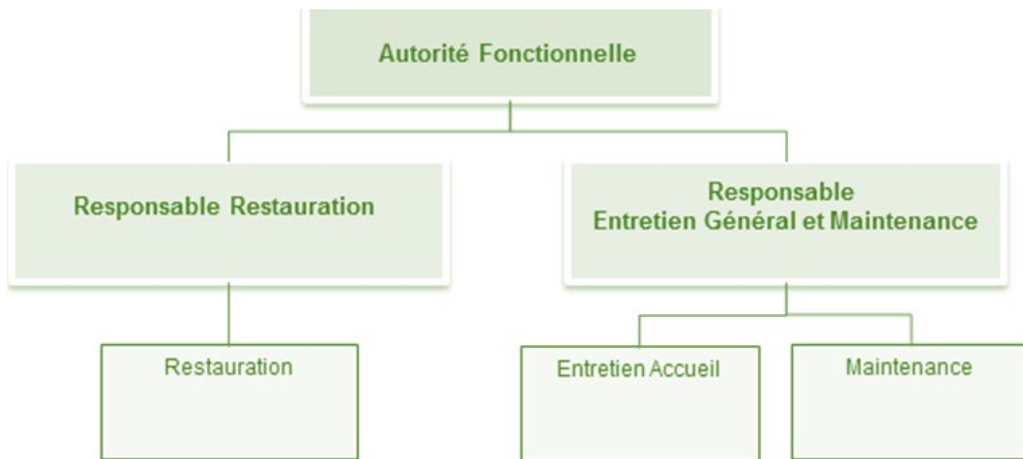 Autorité Fonctionnelle
Responsable Restauration
Responsable
Entretien Général et Maintenance
Restauration
Entretien Accueil
Maintenance